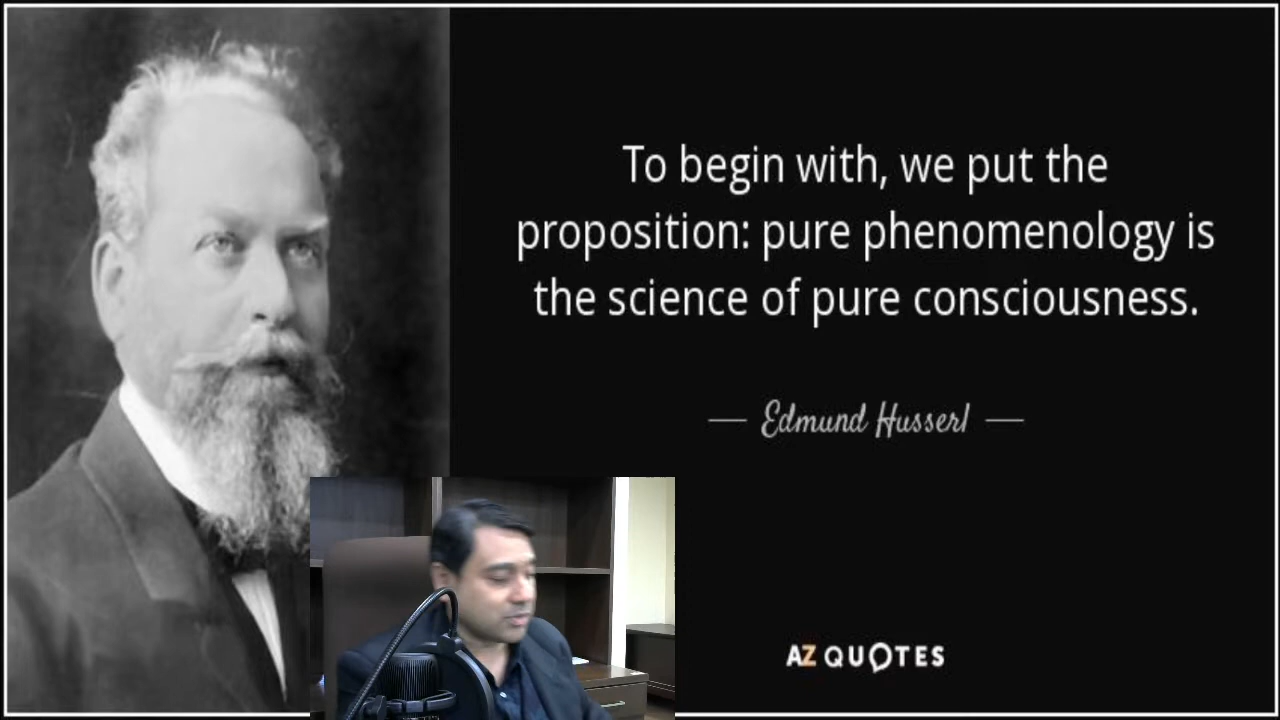 To begin with, we put the
proposition: pure phenomenology is
the science of pure consciousness.
— Edmund Husserl —
AZ QUOTES